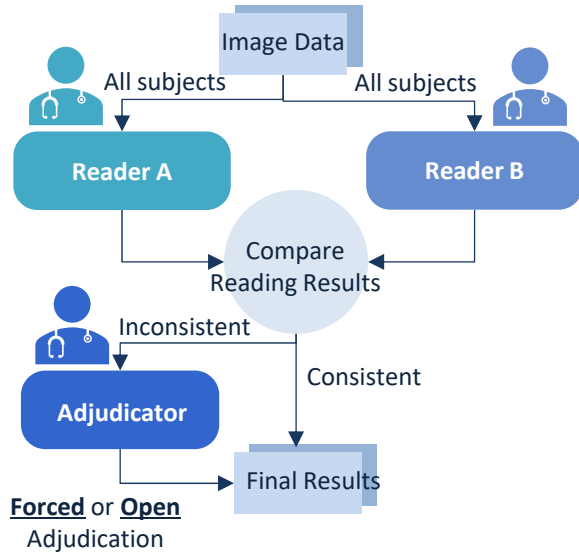 Image Data
All subjects
All subjects
Reader A
Reader B
Compare
Reading Results
Inconsistent
Consistent
Adjudicator
Final Results
Forced or Open
Adjudication